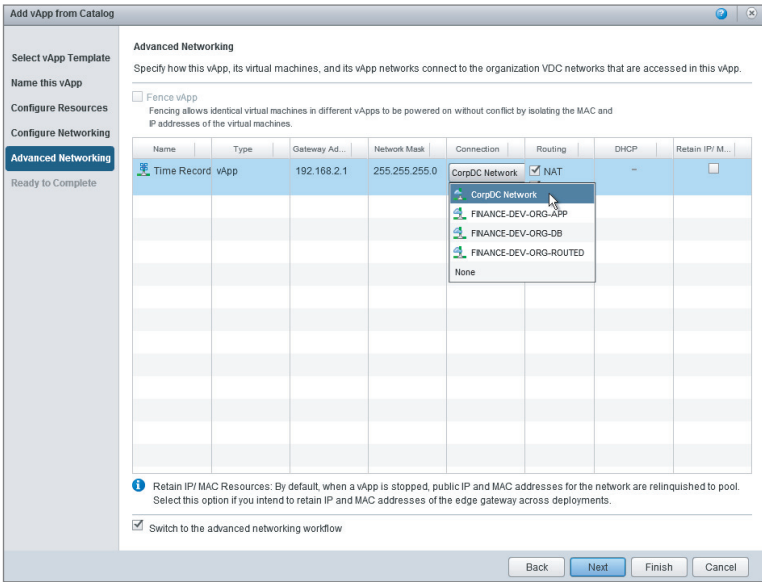 Add vApp from Catalog
Select vApp Template
Name this vApp
Configure Resources
Configure Networking
Advanced Networking
Ready to Complete
Advanced Networking
Specify how this vApp, its virtual machines, and its vApp networks connect to the organization VDC networks that are accessed in this vApp.
Fence vApp
Fencing allows identical virtual machines in different vApps to be powered on without conflict by isolating the MAC and
IP addresses of the virtual machines.
Name Type Gateway Ad... Network Mask Connection Routing DHCP Retain IP/ M...
Time Record vApp 192.168.2.1 255.255.255.0 CorpDC Network NAT –
CorpDC Network
FINANCE-DEV-ORG-APP
FINANCE-DEV-ORG-DB
FINANCE-DEV-ORG-ROUTED
None
Retain IP/ MAC Resources: By default, when a vApp is stopped, public IP and MAC addresses for the network are relinquished to pool.
Select this option if you intend to retain IP and MAC addresses of the edge gateway across deployments.
Switch to the advanced networking workflow
Back Next Finish Cancel